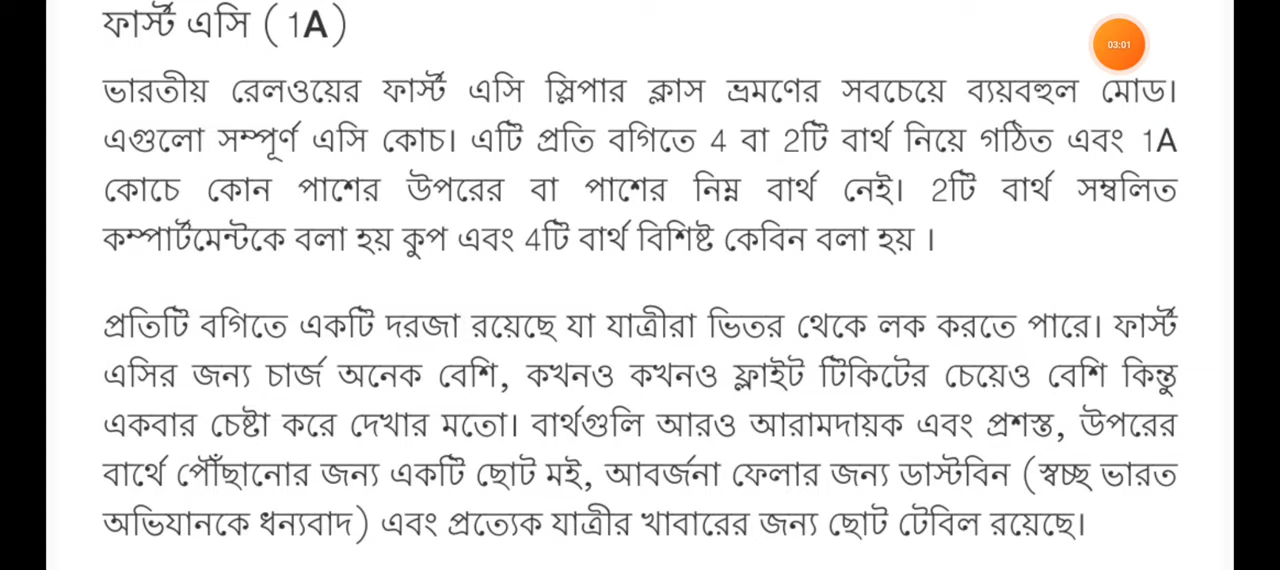 ফার্স্ট এসি ( 1A )
03:01
ভারতীয় রেলওয়ের ফার্স্ট এসি স্লিপার ক্লাস ভ্রমণের সবচেয়ে ব্যয়বহুল মোড।
এগুলো সম্পূর্ণ এসি কোচ। এটি প্রতি বগিতে 4 বা 2টি বার্থ নিয়ে গঠিত এবং 1A
কোচে কোন পাশের উপরের বা পাশের নিম্ন বার্থ নেই। 2টি বার্থ সম্বলিত
কম্পার্টমেন্টকে বলা হয় কুপ এবং 4টি বার্থ বিশিষ্ট কেবিন বলা হয় ।
প্রতিটি বগিতে একটি দরজা রয়েছে যা যাত্রীরা ভিতর থেকে লক করতে পারে। ফার্স্ট
এসির জন্য চার্জ অনেক বেশি, কখনও কখনও ফ্লাইট টিকিটের চেয়েও বেশি কিন্তু
একবার চেষ্টা করে দেখার মতো। বার্থগুলি আরও আরামদায়ক এবং প্রশস্ত, উপরের
বার্থে পৌঁছানোর জন্য একটি ছোট মই, আবর্জনা ফেলার জন্য ডাস্টবিন (স্বচ্ছ ভারত
অভিযানকে ধন্যবাদ) এবং প্রত্যেক যাত্রীর খাবারের জন্য ছোট টেবিল রয়েছে।